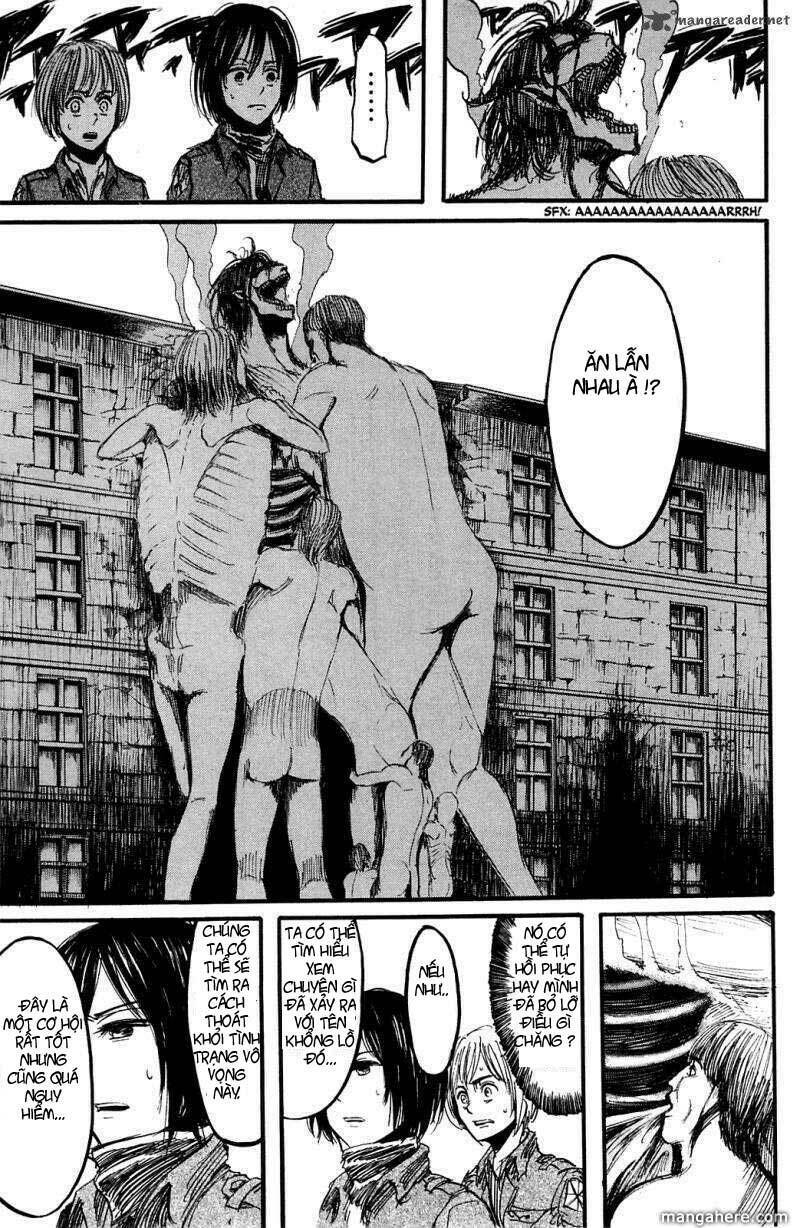 mangareader.net
......
SFX: AAAAAAAAAAAAAAAAARRRH!
ĂN LẪN
NHAU À !?
NÓ CÓ
THỂ TỰ
HỒI PHỤC
HAY MÌNH
ĐÃ BỎ LỠ
ĐIỀU GÌ
CHĂNG ?
NẾU
NHƯ..
TA CÓ THỂ
TÌM HIỂU
XEM
CHUYỆN GÌ
ĐÃ XẢY RA
VỚI TÊN
KHỔNG LỒ
ĐÓ...
CHÚNG
TA CÓ
THỂ SẼ
TÌM RA
CÁCH
THOÁT
KHỎI TÌNH
TRẠNG VÔ
VỌNG
NÀY.
ĐÂY LÀ
MỘT CƠ HỘI
RẤT TỐT
NHƯNG
CŨNG QUÁ
NGUY
HIỂM...
mangahere.com